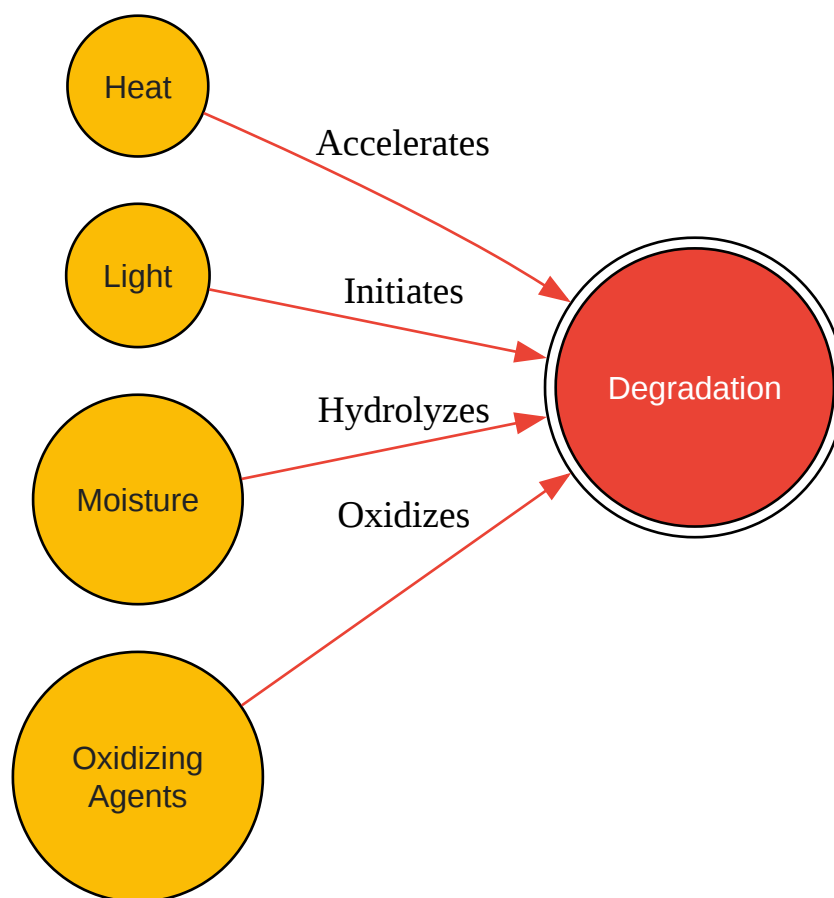 Heat
Accelerates
Light
Initiates
Degradation
Hydrolyzes
Moisture
Oxidizes
Oxidizing
Agents